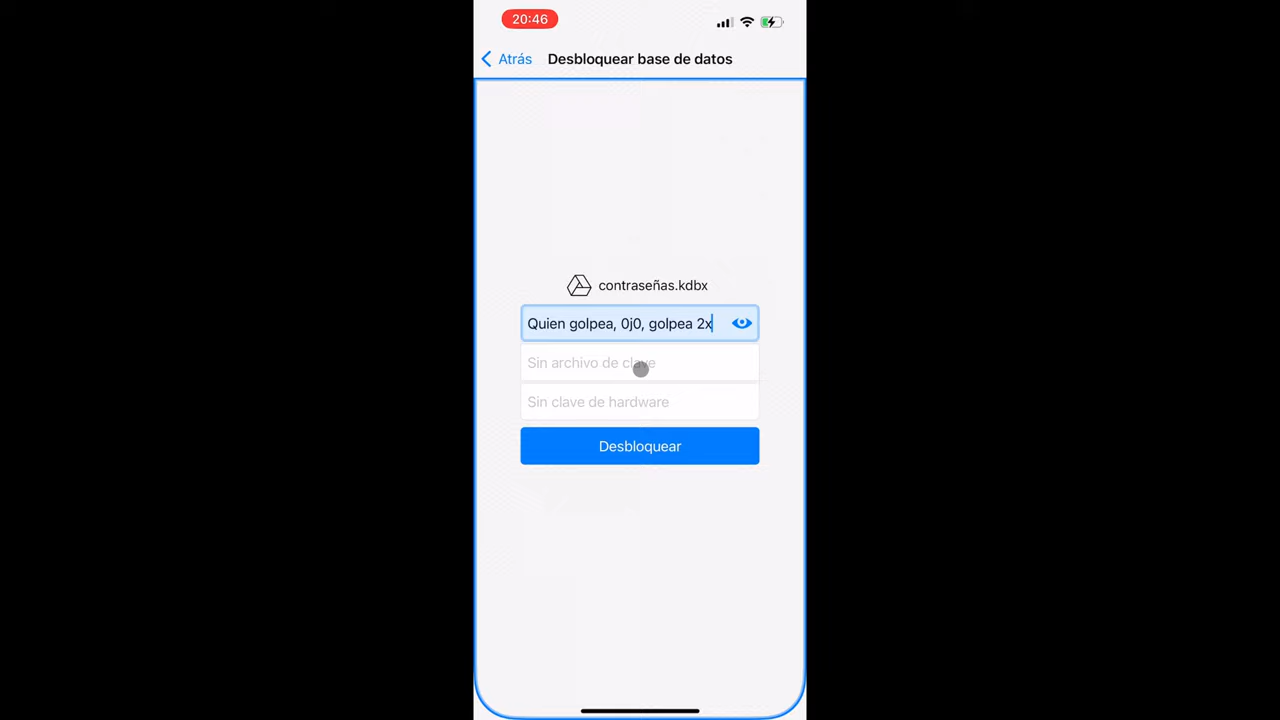 20:46
Atrás Desbloquear base de datos
contraseñas.kdbx
Quien golpea, 0j0, golpea 2x
Sin archivo de clave
Sin clave de hardware
Desbloquear